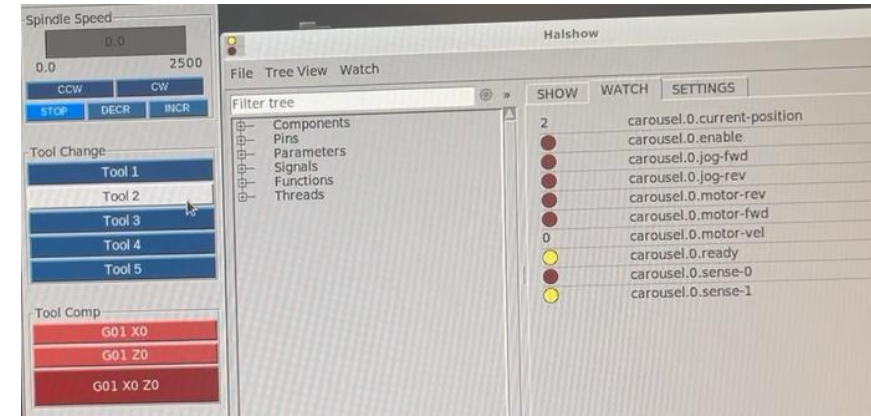 Spindle Speed
0.0
0.0 2500
CCW CW
STOP DECR INCR
Tool Change
Tool 1
Tool 2
Tool 3
Tool 4
Tool 5
Tool Comp
G01 X0
G01 Z0
G01 X0 Z0
Halshow
File Tree View Watch
Filter tree
»
Components
Pins
Parameters
Signals
Functions
Threads
SHOW WATCH SETTINGS
2 carousel.0.current-position
carousel.0.enable
carousel.0.jog-fwd
carousel.0.jog-rev
carousel.0.motor-rev
carousel.0.motor-fwd
0 carousel.0.motor-vel
carousel.0.ready
carousel.0.sense-0
carousel.0.sense-1